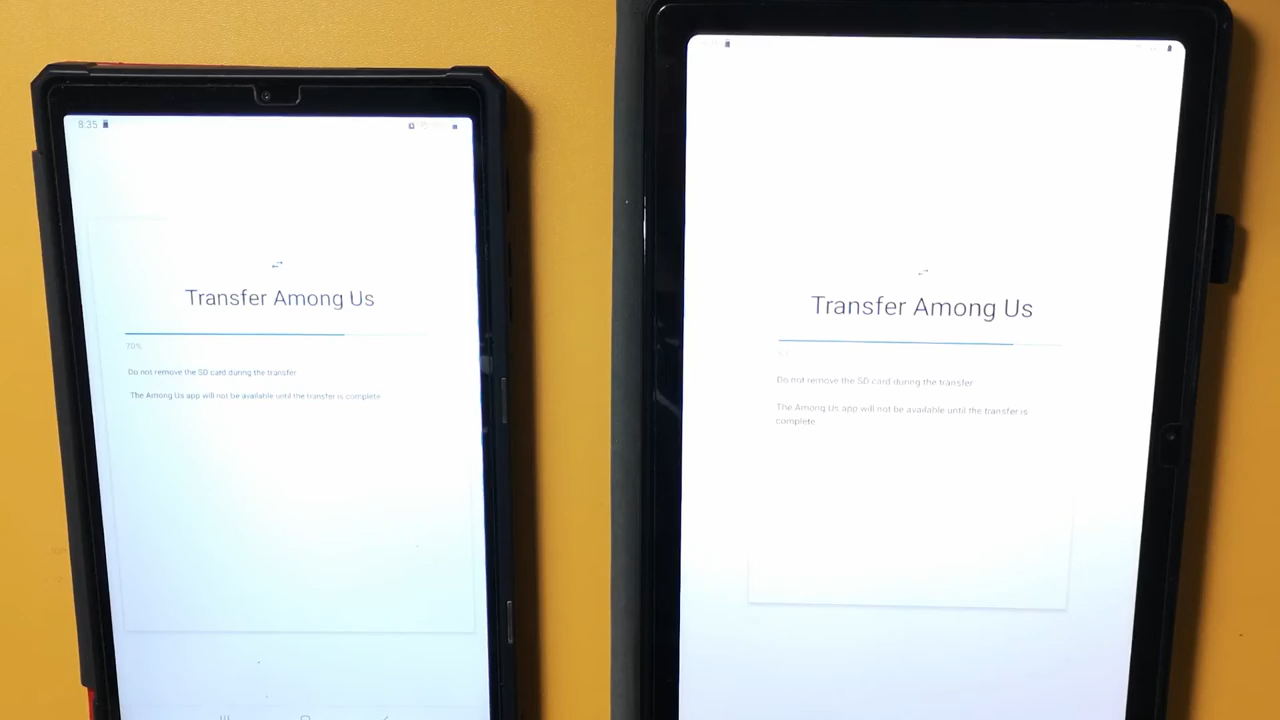 8:35
Transfer Among Us
70%
Do not remove the SD card during the transfer
The Among Us app will not be available until the transfer is complete
Transfer Among Us
Do not remove the SD card during the transfer
The Among Us app will not be available until the transfer is
complete